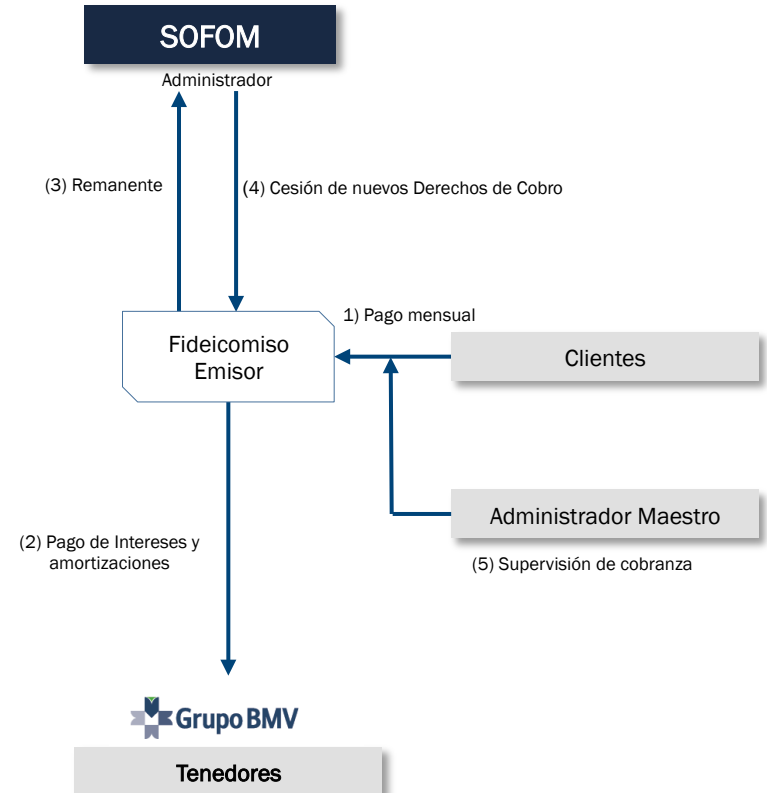 SOFOM
Administrador
(3) Remanente
(4) Cesión de nuevos Derechos de Cobro
1) Pago mensual
Fideicomiso
Emisor
Clientes
Administrador Maestro
(2) Pago de Intereses y
amortizaciones
(5) Supervisión de cobranza
Grupo BMV
Tenedores